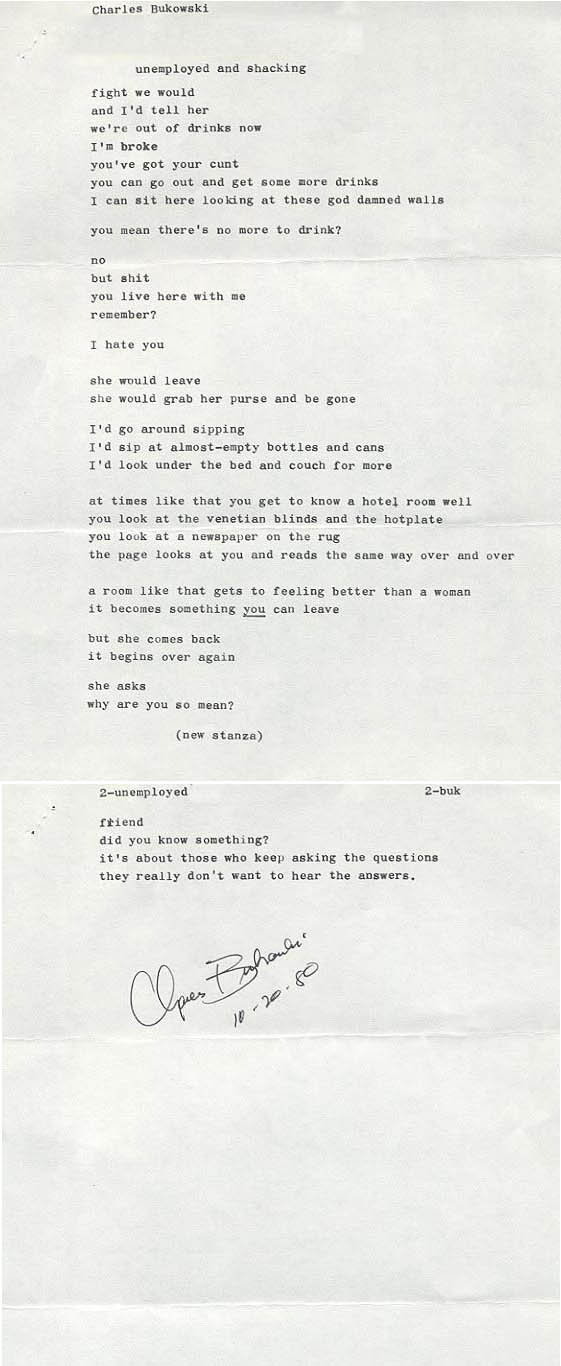 Charles Bukowski
unemployed and shacking
fight we would
and I'd tell her
we're out of drinks now
I'm broke
you've got your cunt
you can go out and get some more drinks
I can sit here looking at these god damned walls
you mean there's no more to drink?
no
but shit
you live here with me
remember?
I hate you
she would leave
she would grab her purse and be gone
I'd go around sipping
I'd sip at almost-empty bottles and cans
I'd look under the bed and couch for more
at times like that you get to know a hotel room well
you look at the venetian blinds and the hotplate
you look at a newspaper on the rug
the page looks at you and reads the same way over and over
a room like that gets to feeling better than a woman
it becomes something you can leave
but she comes back
it begins over again
she asks
why are you so mean?
(new stanza)
2-unemployed 2-buk
friend
did you know something?
it's about those who keep asking the questions
they really don't want to hear the answers.
Charles Bukowski
10-20-80